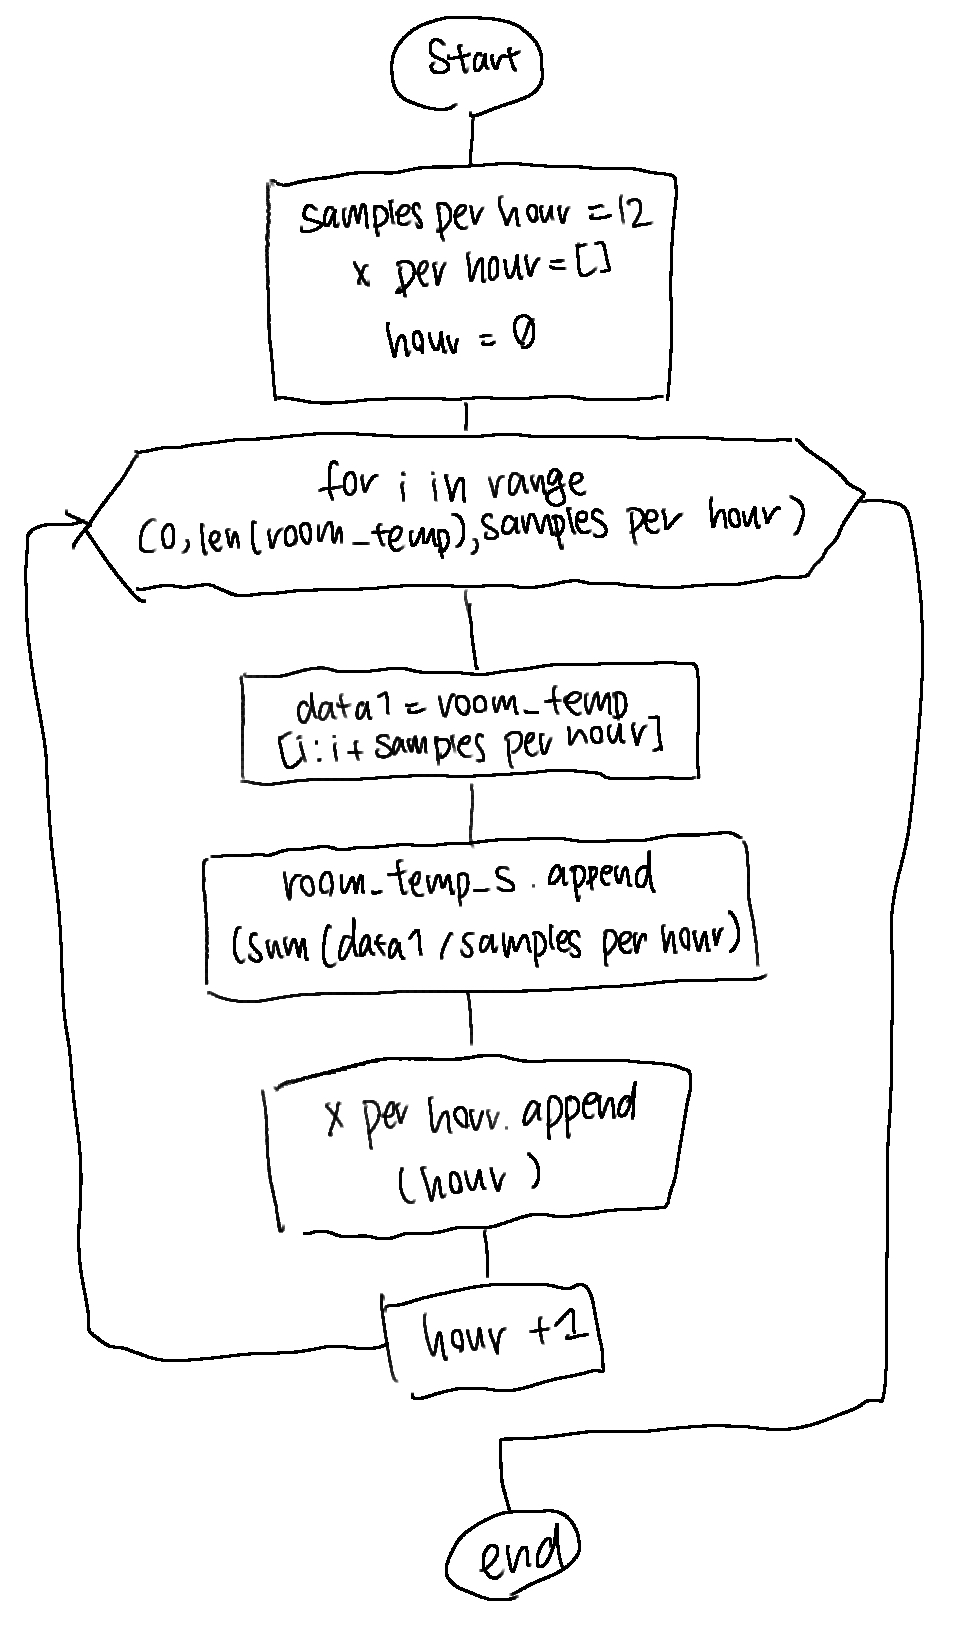 Start
samples per hour = 12
x per hour = []
hour = 0
for i in range
(0,len(room_temp),samples per hour)
data1 = room_temp
[i:i+samples per hour]
room_temp_s.append
(sum(data1/samples per hour)
x per hour.append
(hour)
hour +1
end